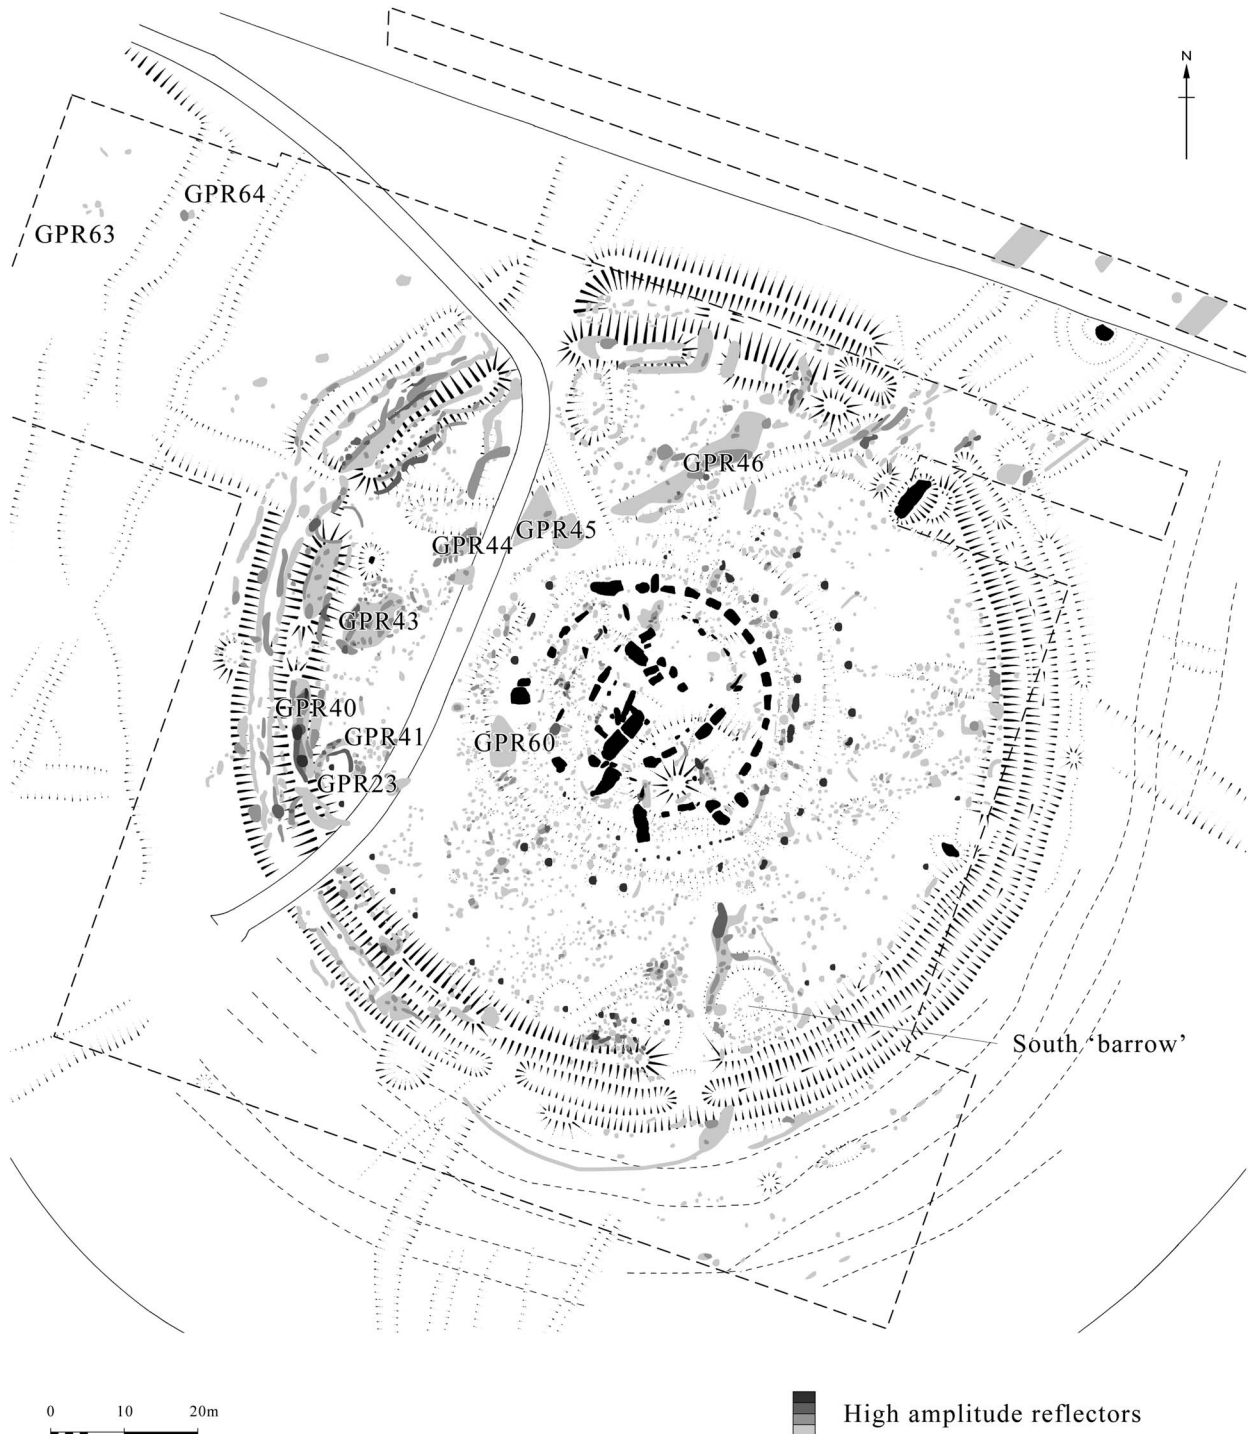 N
GPR64
GPR63
GPR46
GPR45
GPR44
GPR43
GPR40
GPR41
GPR60
GPR23
South ‘barrow’
0 10 20m
High amplitude reflectors